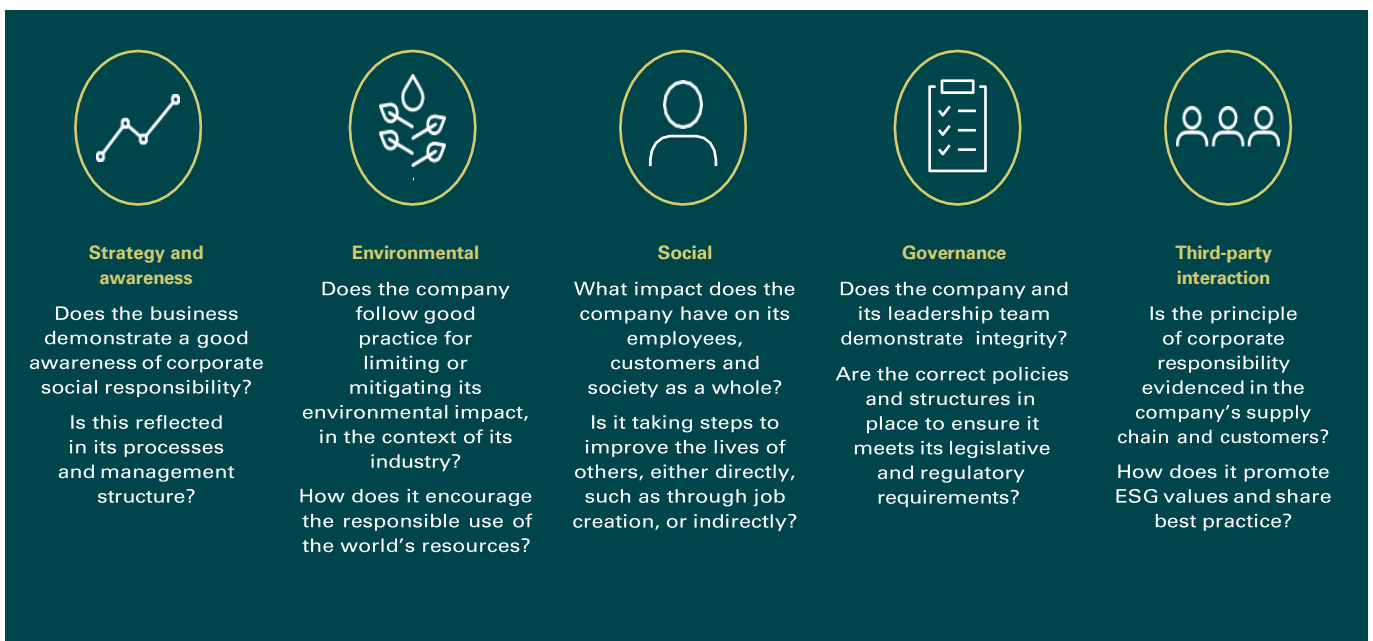 Strategy and
awareness
Does the business
demonstrate a good
awareness of corporate
social responsibility?
Is this reflected
in its processes
and management
structure?
Environmental
Does the company
follow good
practice for
limiting or
mitigating its
environmental impact,
in the context of its
industry?
How does it encourage
the responsible use of
the world's resources?
Social
What impact does the
company have on its
employees,
customers and
society as a whole?
Is it taking steps to
improve the lives of
others, either directly,
such as through job
creation, or indirectly?
Governance
Does the company and
its leadership team
demonstrate integrity?
Are the correct policies
and structures in
place to ensure it
meets its legislative
and regulatory
requirements?
Third-party
interaction
Is the principle
of corporate
responsibility
evidenced in the
company's supply
chain and customers?
How does it promote
ESG values and share
best practice?